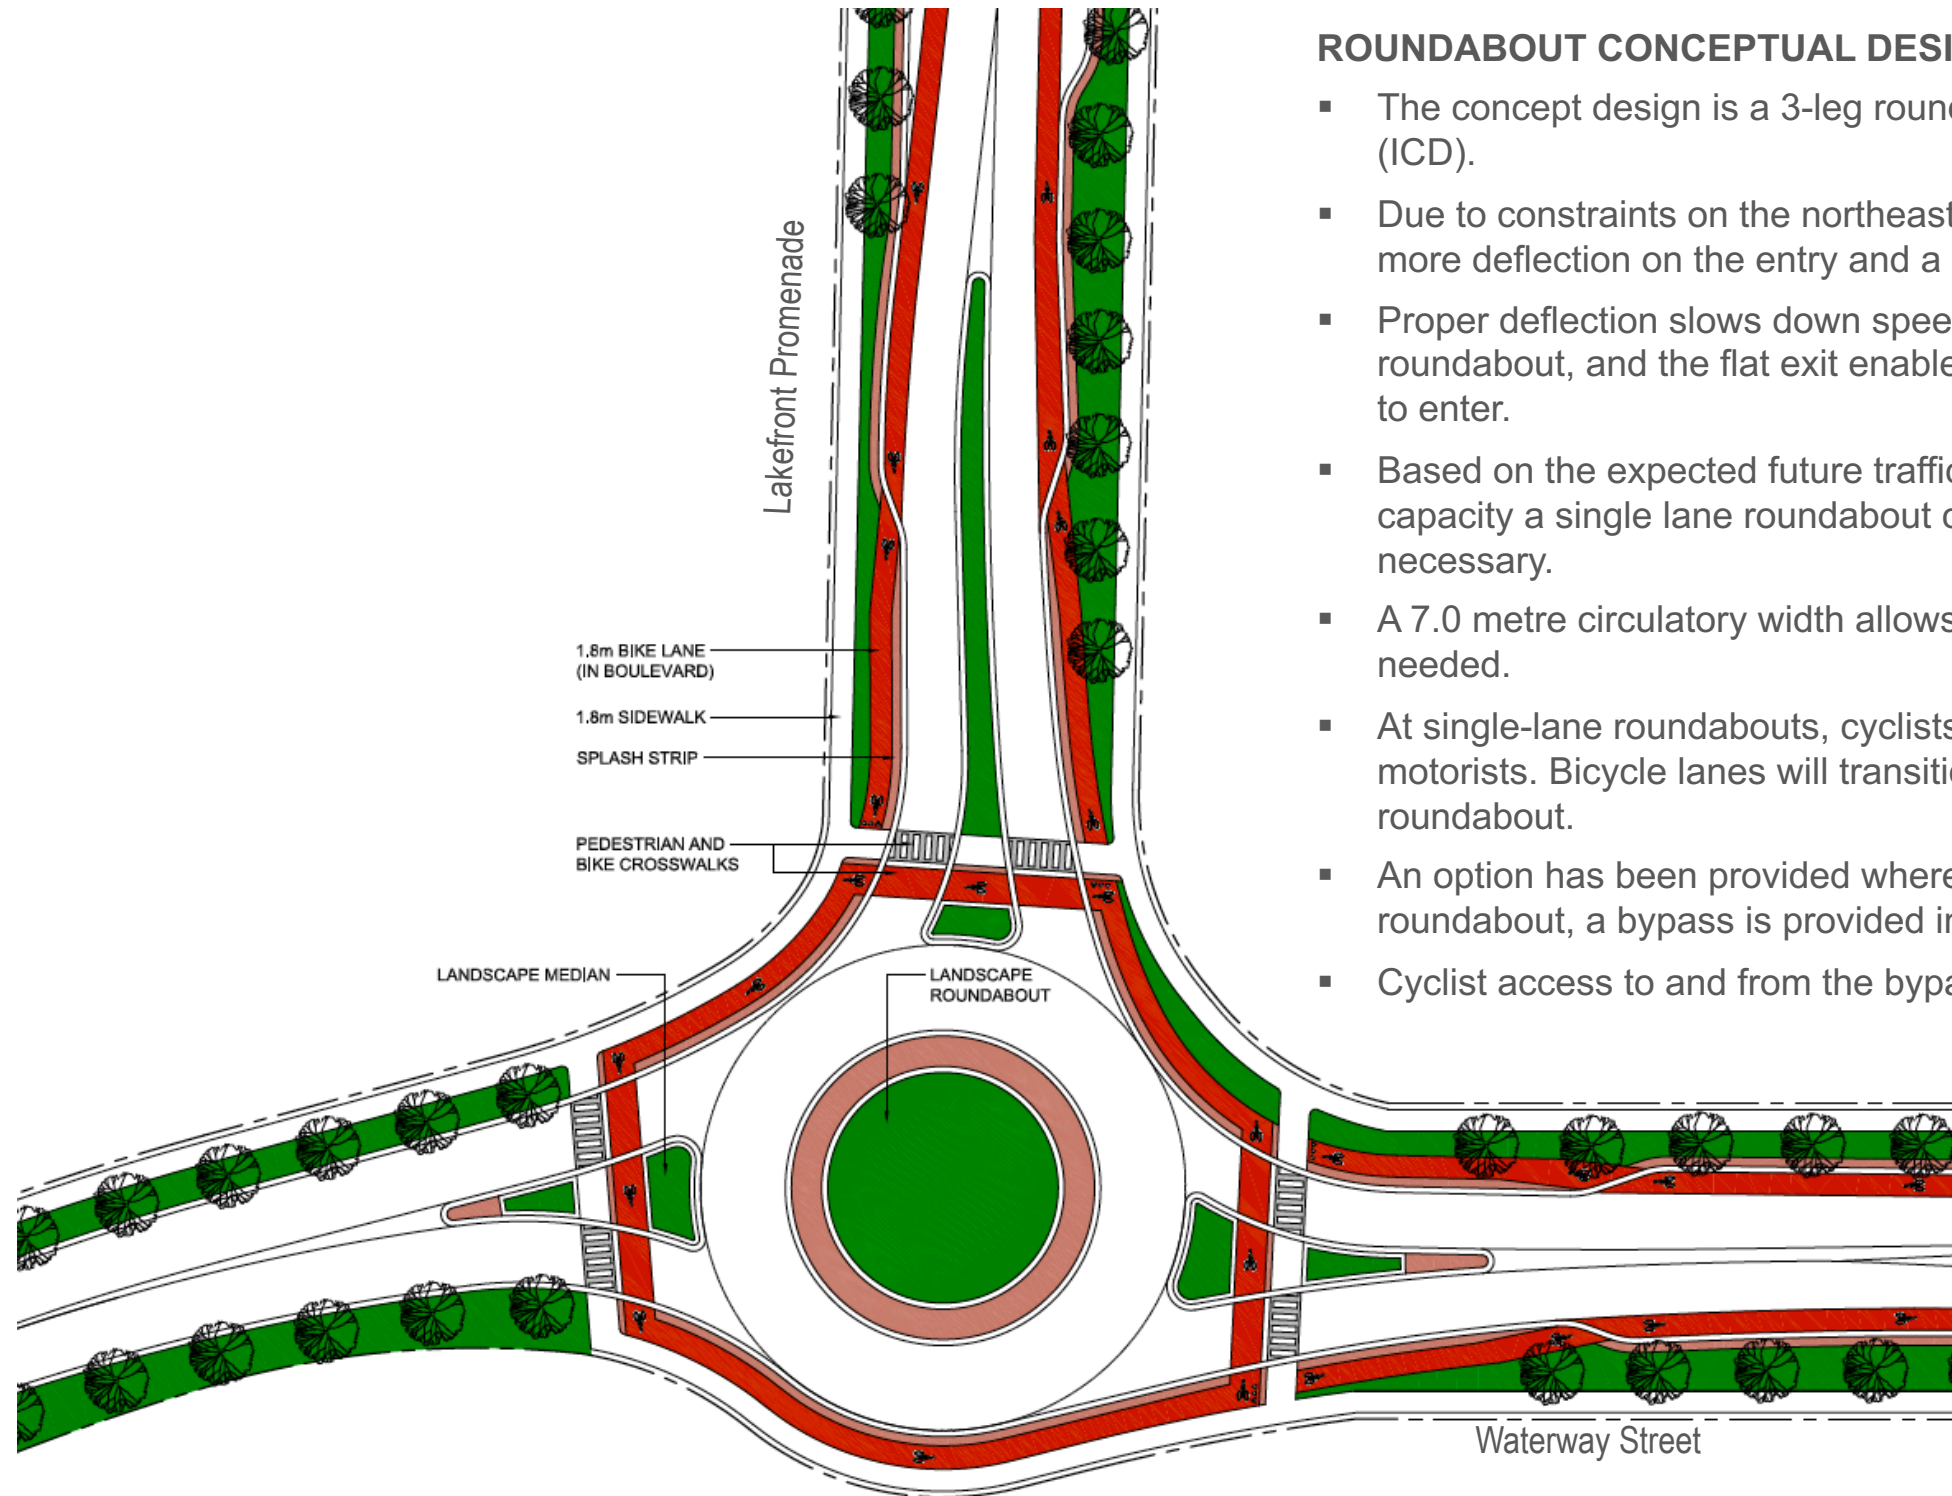 ROUNDABOUT CONCEPTUAL DESI
▪ The concept design is a 3-leg roun
(ICD).
▪ Due to constraints on the northeast
more deflection on the entry and a
▪ Proper deflection slows down spee
roundabout, and the flat exit enable
to enter.
▪ Based on the expected future traffic
capacity a single lane roundabout
necessary.
▪ A 7.0 metre circulatory width allows
needed.
▪ At single-lane roundabouts, cyclists
motorists. Bicycle lanes will transiti
roundabout.
▪ An option has been provided where
roundabout, a bypass is provided i
▪ Cyclist access to and from the bypa
Lakefront Promenade
1.8m BIKE LANE
(IN BOULEVARD)
1.8m SIDEWALK
SPLASH STRIP
PEDESTRIAN AND
BIKE CROSSWALKS
LANDSCAPE MEDIAN
LANDSCAPE
ROUNDABOUT
Waterway Street